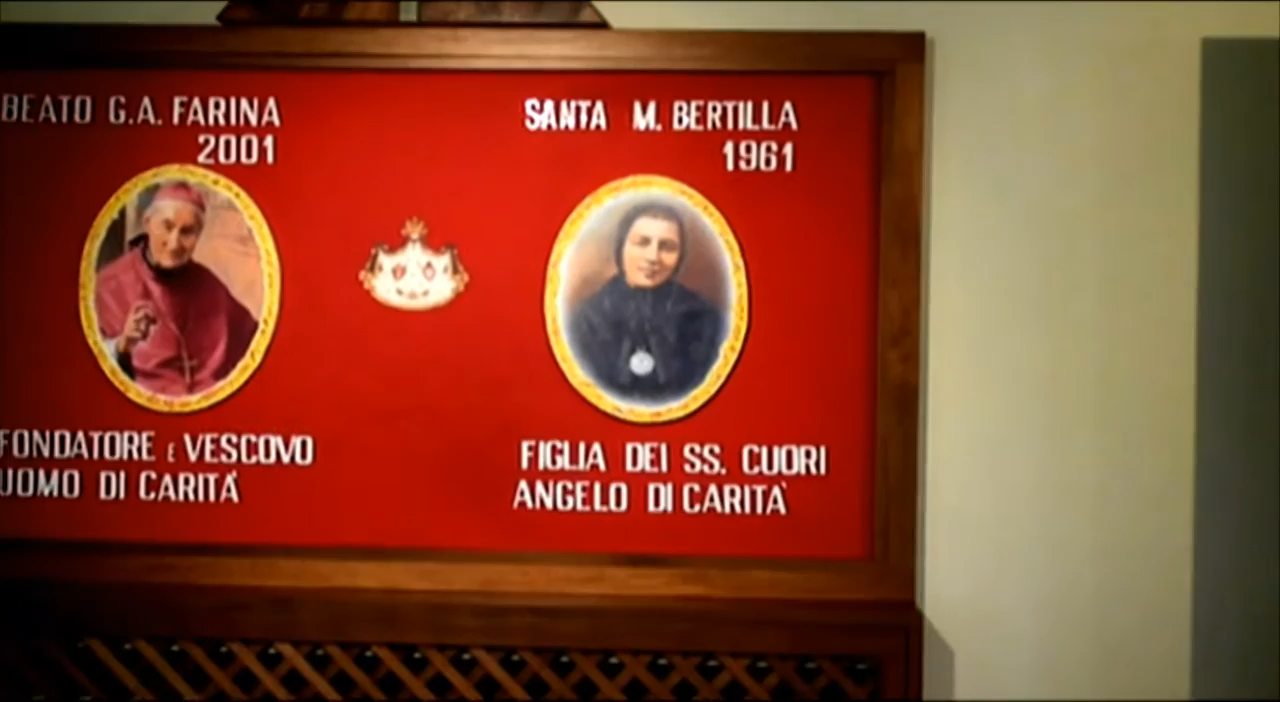 BEATO G.A. FARINA
2001
FONDATORE E VESCOVO
UOMO DI CARITÀ
SANTA M. BERTILLA
1961
FIGLIA DEI SS. CUORI
ANGELO DI CARITÀ